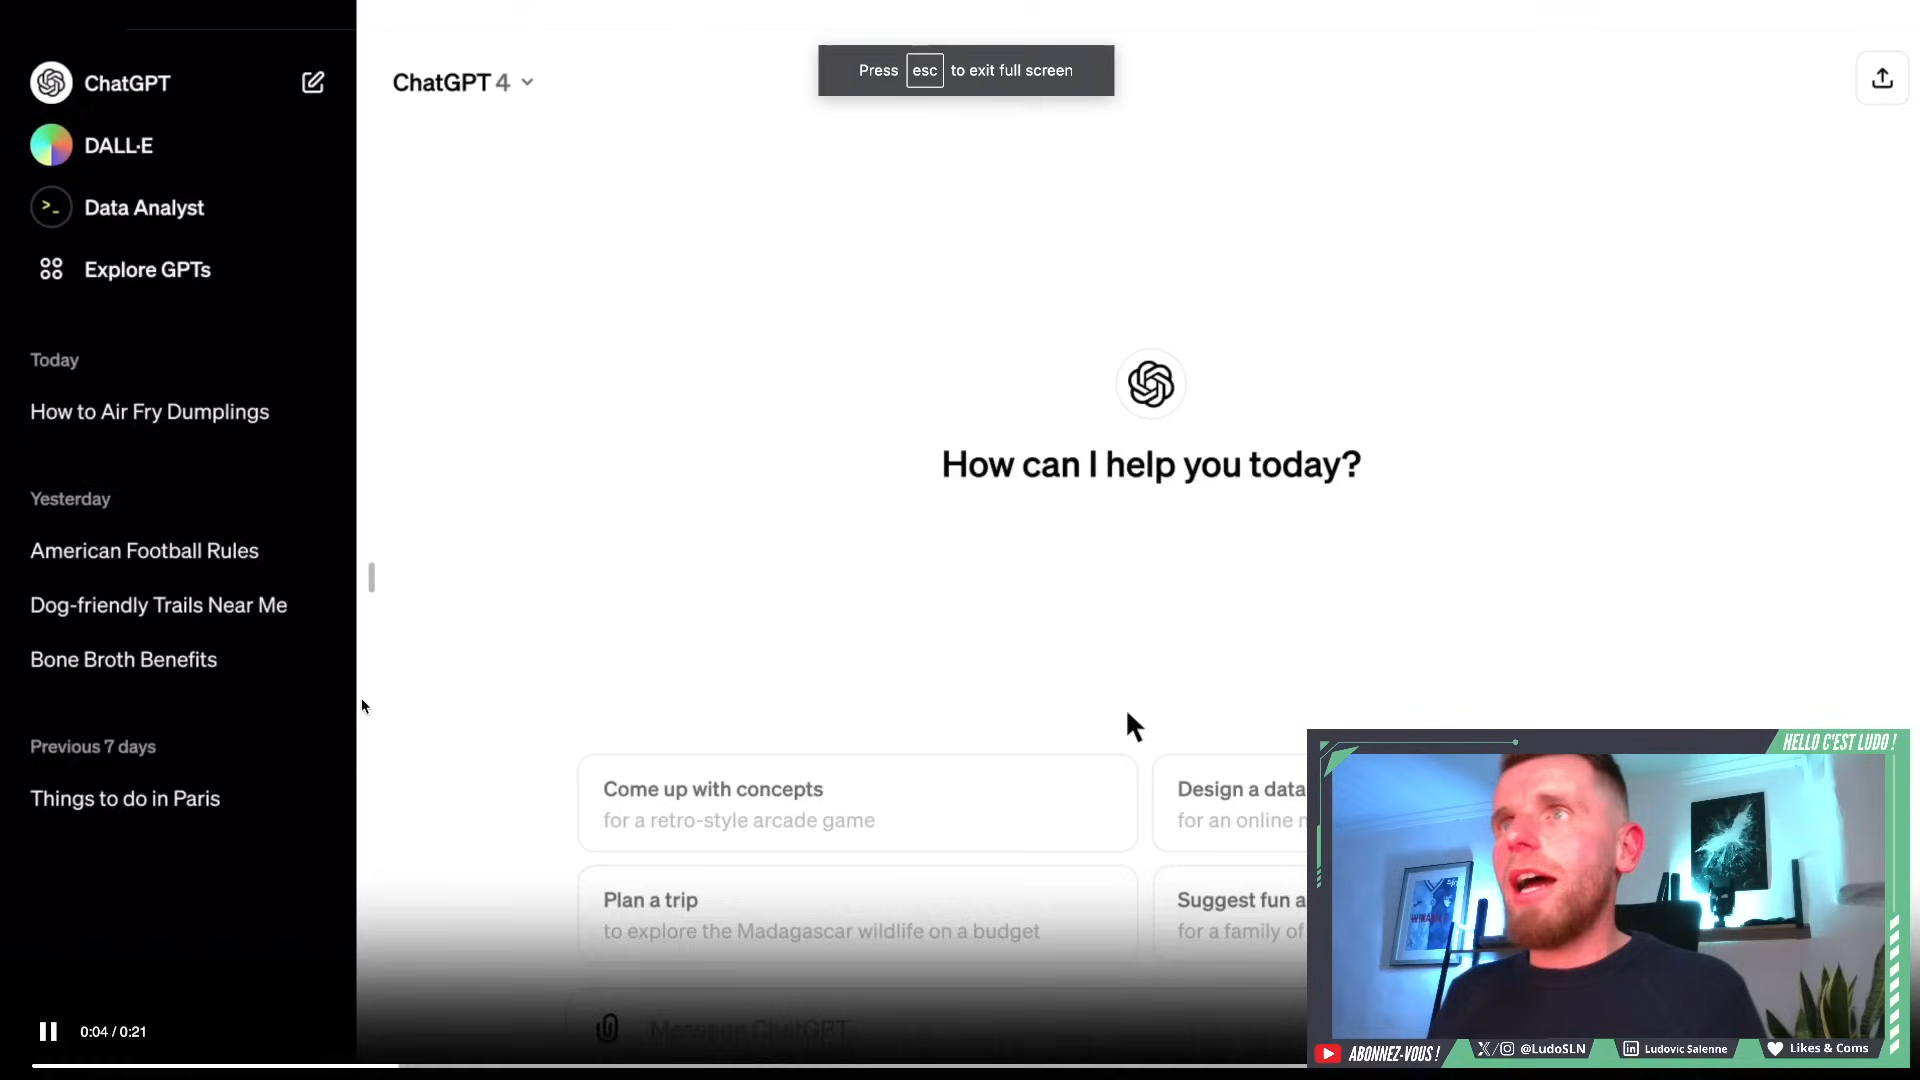 ChatGPT
DALL·E
>_
Data Analyst
Explore GPTs
Today
How to Air Fry Dumplings
Yesterday
American Football Rules
Dog-friendly Trails Near Me
Bone Broth Benefits
Previous 7 days
Things to do in Paris
ChatGPT 4
Press esc to exit full screen
How can I help you today?
Come up with concepts
for a retro-style arcade game
Design a data
for an online
Plan a trip
to explore the Madagascar wildlife on a budget
Suggest fun a
for a family of
Message ChatGPT
0:04 / 0:21
HELLO C'EST LUDO !
ABONNEZ-VOUS !
@LudoSLN
in Ludovic Salenne
Likes & Coms